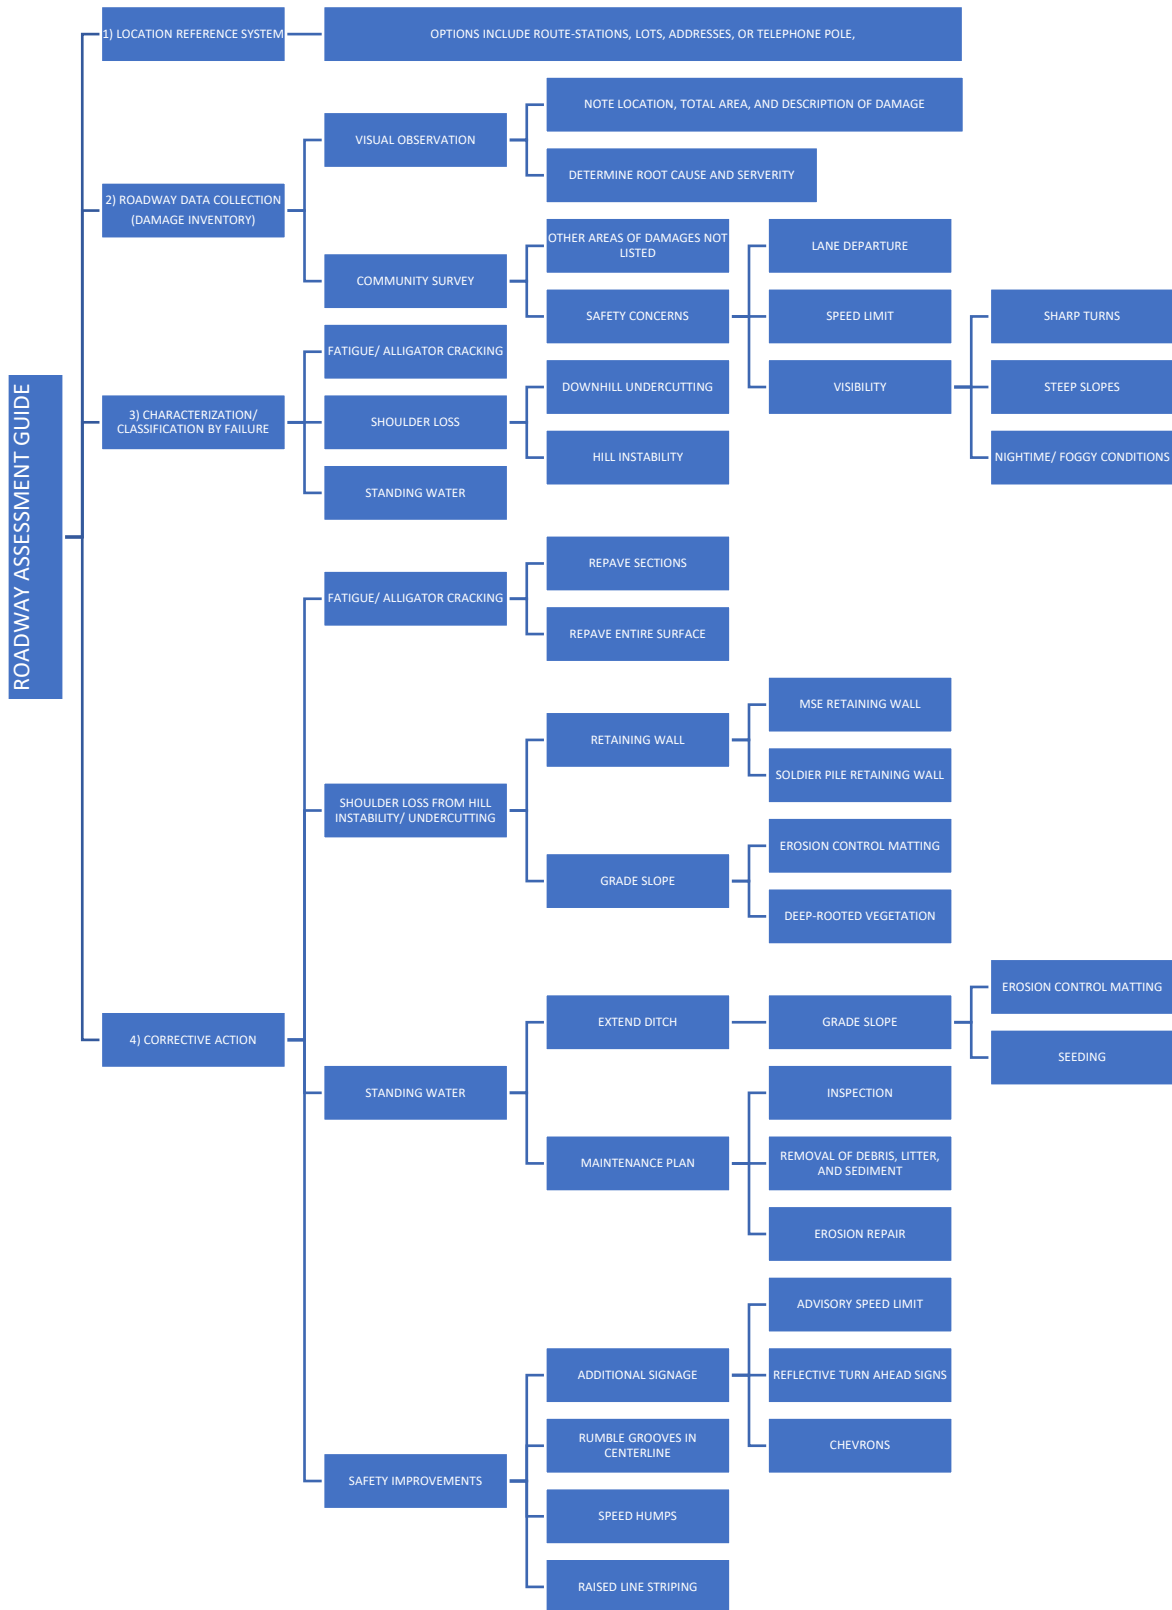 ROADWAY ASSESSMENT GUIDE
1) LOCATION REFERENCE SYSTEM
OPTIONS INCLUDE ROUTE-STATIONS, LOTS, ADDRESSES, OR TELEPHONE POLE,
2) ROADWAY DATA COLLECTION
(DAMAGE INVENTORY)
VISUAL OBSERVATION
NOTE LOCATION, TOTAL AREA, AND DESCRIPTION OF DAMAGE
DETERMINE ROOT CAUSE AND SERVERITY
COMMUNITY SURVEY
OTHER AREAS OF DAMAGES NOT
LISTED
SAFETY CONCERNS
LANE DEPARTURE
SPEED LIMIT
VISIBILITY
SHARP TURNS
STEEP SLOPES
NIGHTIME/ FOGGY CONDITIONS
3) CHARACTERIZATION/
CLASSIFICATION BY FAILURE
FATIGUE/ ALLIGATOR CRACKING
SHOULDER LOSS
DOWNHILL UNDERCUTTING
HILL INSTABILITY
STANDING WATER
4) CORRECTIVE ACTION
FATIGUE/ ALLIGATOR CRACKING
REPAVE SECTIONS
REPAVE ENTIRE SURFACE
SHOULDER LOSS FROM HILL
INSTABILITY/ UNDERCUTTING
RETAINING WALL
MSE RETAINING WALL
SOLDIER PILE RETAINING WALL
GRADE SLOPE
EROSION CONTROL MATTING
DEEP-ROOTED VEGETATION
STANDING WATER
EXTEND DITCH
GRADE SLOPE
EROSION CONTROL MATTING
SEEDING
MAINTENANCE PLAN
INSPECTION
REMOVAL OF DEBRIS, LITTER,
AND SEDIMENT
EROSION REPAIR
SAFETY IMPROVEMENTS
ADDITIONAL SIGNAGE
ADVISORY SPEED LIMIT
REFLECTIVE TURN AHEAD SIGNS
CHEVRONS
RUMBLE GROOVES IN
CENTERLINE
SPEED HUMPS
RAISED LINE STRIPING